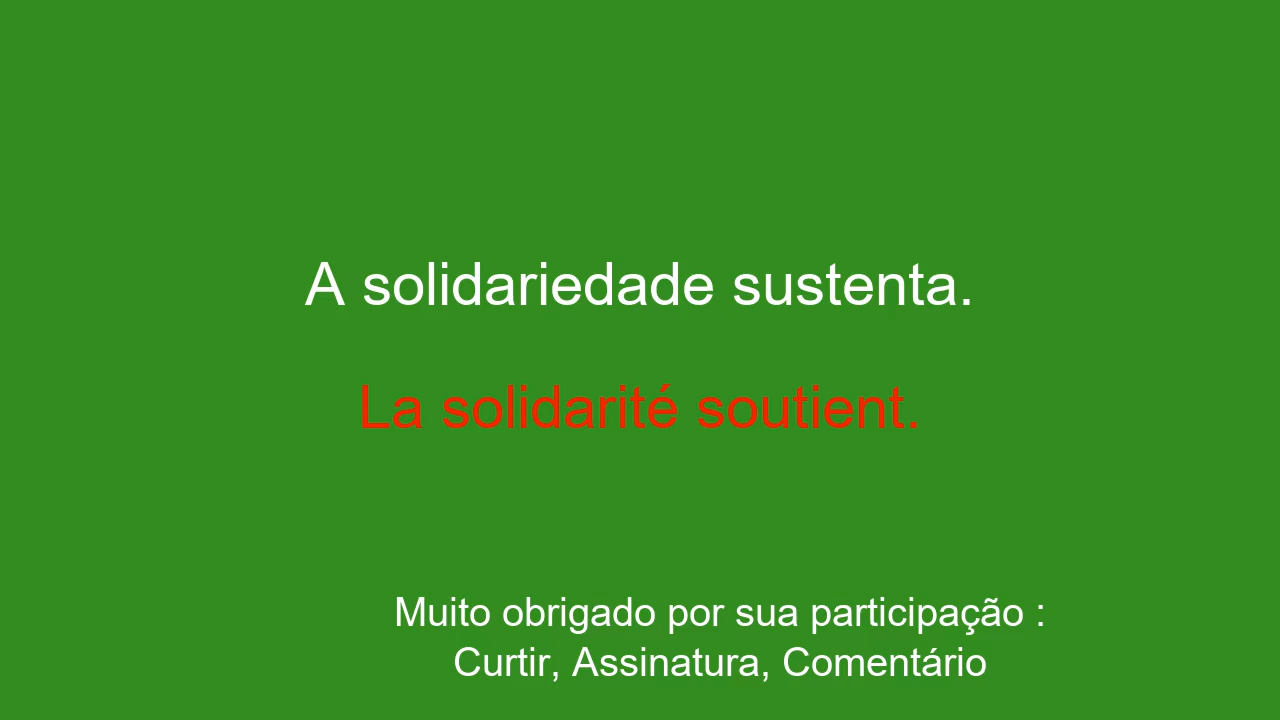 A solidariedade sustenta.
La solidarité soutient.
Muito obrigado por sua participação :
Curtir, Assinatura, Comentário